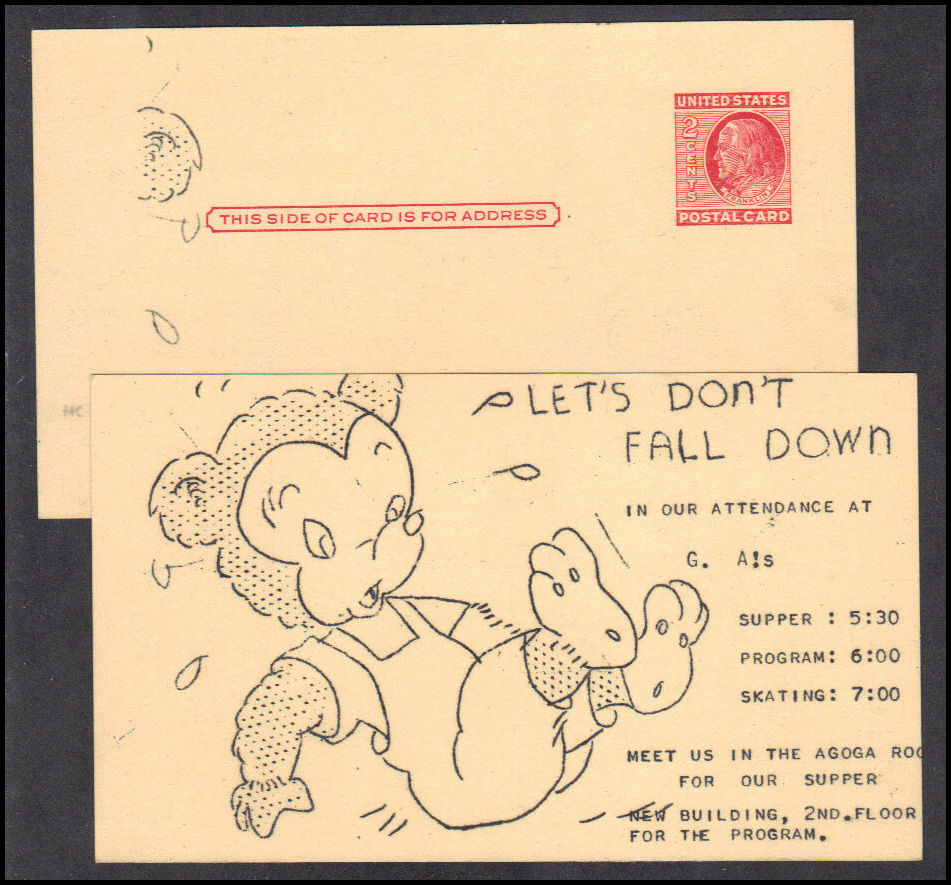 UNITED STATES
2 CENTS
FRANKLIN
POSTAL CARD
THIS SIDE OF CARD IS FOR ADDRESS
MC
LET'S DON'T
FALL DOWN
IN OUR ATTENDANCE AT
G. A!s
SUPPER : 5:30
PROGRAM: 6:00
SKATING: 7:00
MEET US IN THE AGOGA ROO
FOR OUR SUPPER
NEW BUILDING, 2ND.FLOOR
FOR THE PROGRAM.